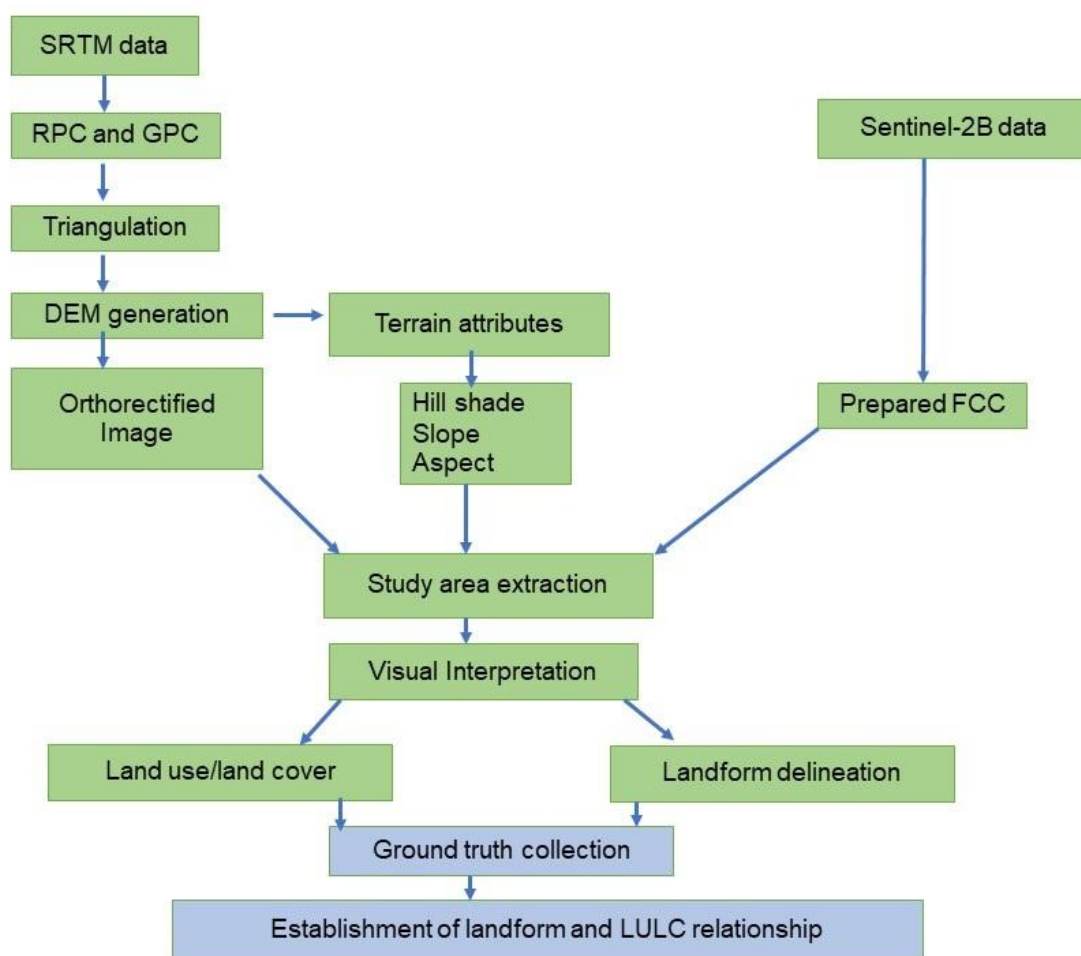 SRTM data
RPC and GPC
Sentinel-2B data
Triangulation
DEM generation
Terrain attributes
Orthorectified
Image
Hill shade
Slope
Aspect
Prepared FCC
Study area extraction
Visual Interpretation
Land use/land cover
Landform delineation
Ground truth collection
Establishment of landform and LULC relationship